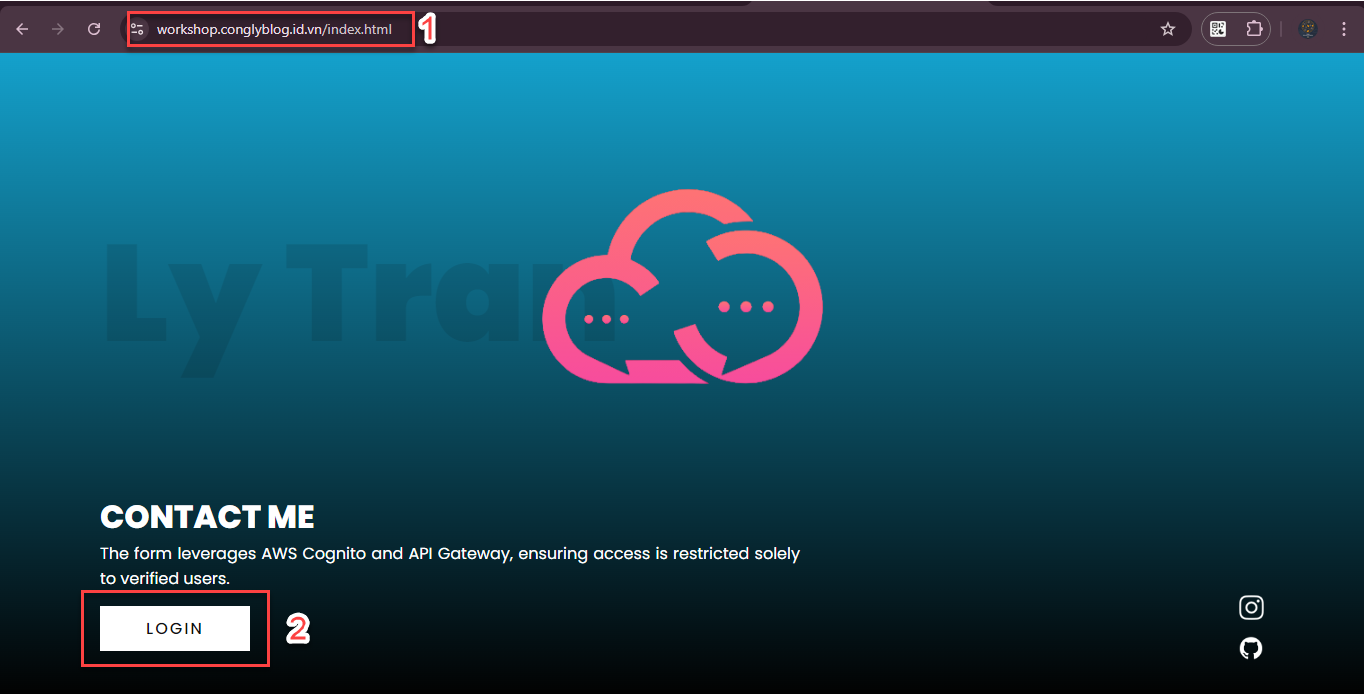 workshop.conglyblog.id.vn/index.html
1
Ly Tran
CONTACT ME
The form leverages AWS Cognito and API Gateway, ensuring access is restricted solely
to verified users.
LOGIN
2